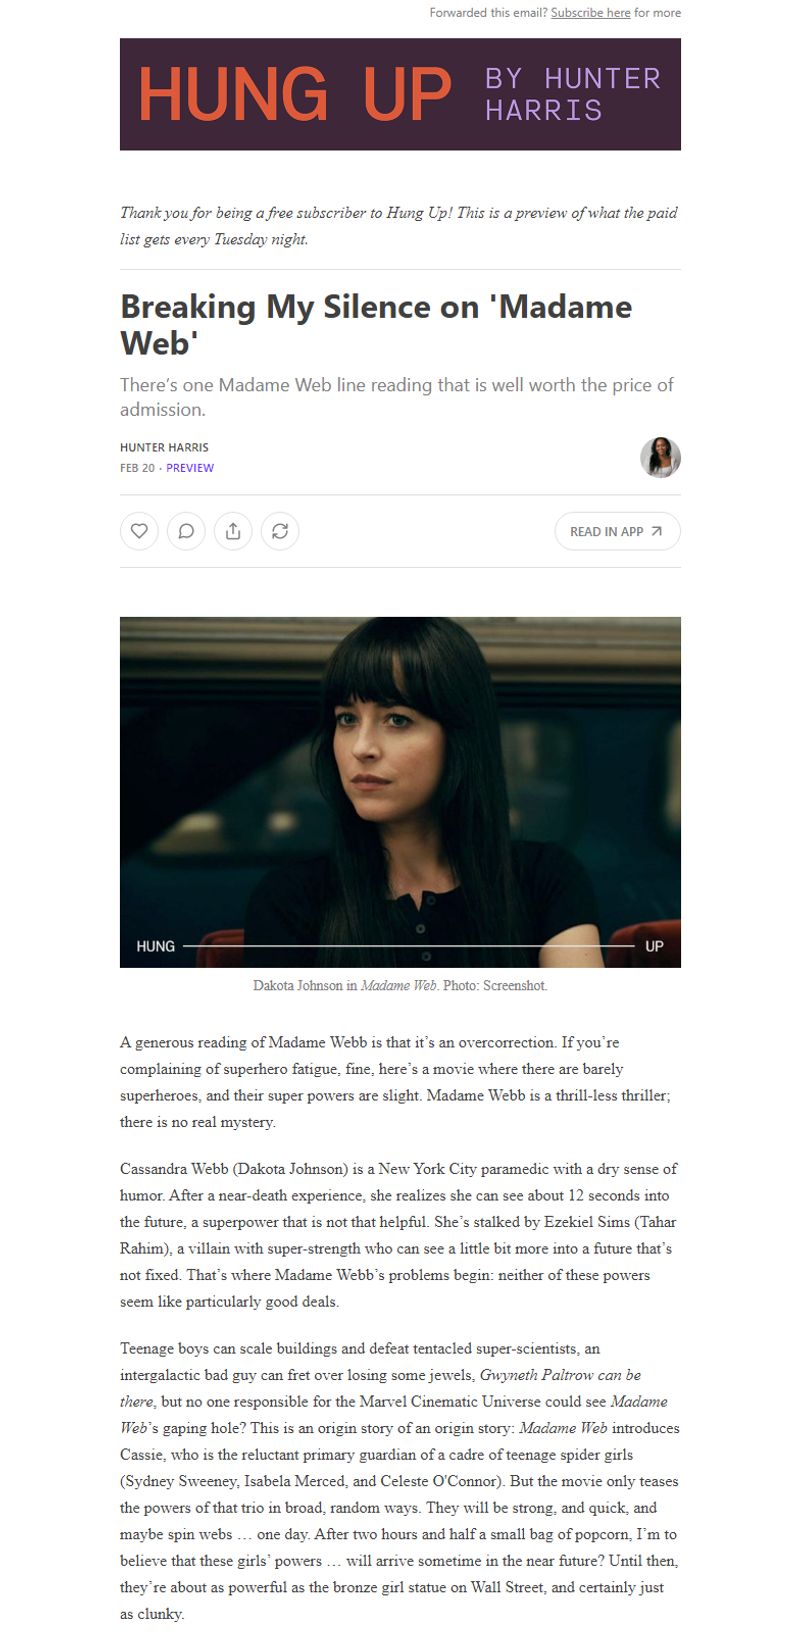 Forwarded this email? Subscribe here for more
HUNG UP
BY HUNTER
HARRIS
Thank you for being a free subscriber to Hung Up! This is a preview of what the paid
list gets every Tuesday night.
Breaking My Silence on 'Madame
Web'
There’s one Madame Web line reading that is well worth the price of
admission.
HUNTER HARRIS
FEB 20 · PREVIEW
READ IN APP
HUNG
UP
Dakota Johnson in Madame Web. Photo: Screenshot.
A generous reading of Madame Webb is that it’s an overcorrection. If you’re
complaining of superhero fatigue, fine, here’s a movie where there are barely
superheroes, and their super powers are slight. Madame Webb is a thrill-less thriller;
there is no real mystery.
Cassandra Webb (Dakota Johnson) is a New York City paramedic with a dry sense of
humor. After a near-death experience, she realizes she can see about 12 seconds into
the future, a superpower that is not that helpful. She’s stalked by Ezekiel Sims (Tahar
Rahim), a villain with super-strength who can see a little bit more into a future that’s
not fixed. That’s where Madame Webb’s problems begin: neither of these powers
seem like particularly good deals.
Teenage boys can scale buildings and defeat tentacled super-scientists, an
intergalactic bad guy can fret over losing some jewels, Gwyneth Paltrow can be
there, but no one responsible for the Marvel Cinematic Universe could see Madame
Web’s gaping hole? This is an origin story of an origin story: Madame Web introduces
Cassie, who is the reluctant primary guardian of a cadre of teenage spider girls
(Sydney Sweeney, Isabela Merced, and Celeste O'Connor). But the movie only teases
the powers of that trio in broad, random ways. They will be strong, and quick, and
maybe spin webs … one day. After two hours and half a small bag of popcorn, I’m to
believe that these girls’ powers … will arrive sometime in the near future? Until then,
they’re about as powerful as the bronze girl statue on Wall Street, and certainly just
as clunky.